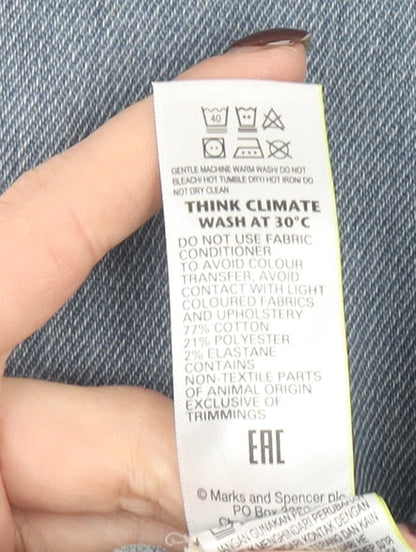 40
GENTLE MACHINE WARM WASH/ DO NOT
BLEACH/ HOT TUMBLE DRY/ HOT IRON/ DO
NOT DRY CLEAN
THINK CLIMATE
WASH AT 30°C
DO NOT USE FABRIC
CONDITIONER
TO AVOID COLOUR
TRANSFER, AVOID
CONTACT WITH LIGHT
COLOURED FABRICS
AND UPHOLSTERY
77% COTTON
21% POLYESTER
2% ELASTANE
CONTAINS
NON-TEXTILE PARTS
OF ANIMAL ORIGIN
EXCLUSIVE OF
TRIMMINGS
EAC
© Marks and Spencer plc
PO Box